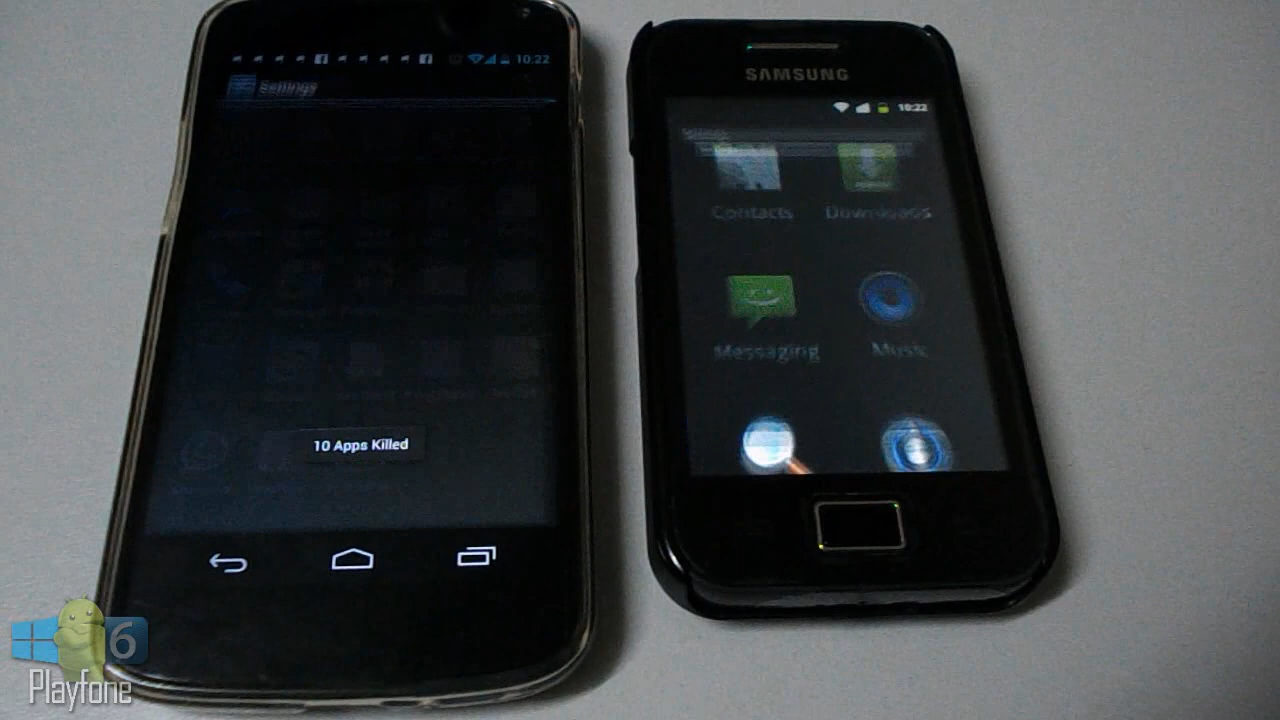 10:22
Settings
10 Apps Killed
SAMSUNG
10:22
Contacts Downloads
Messaging Music
6
Playfone